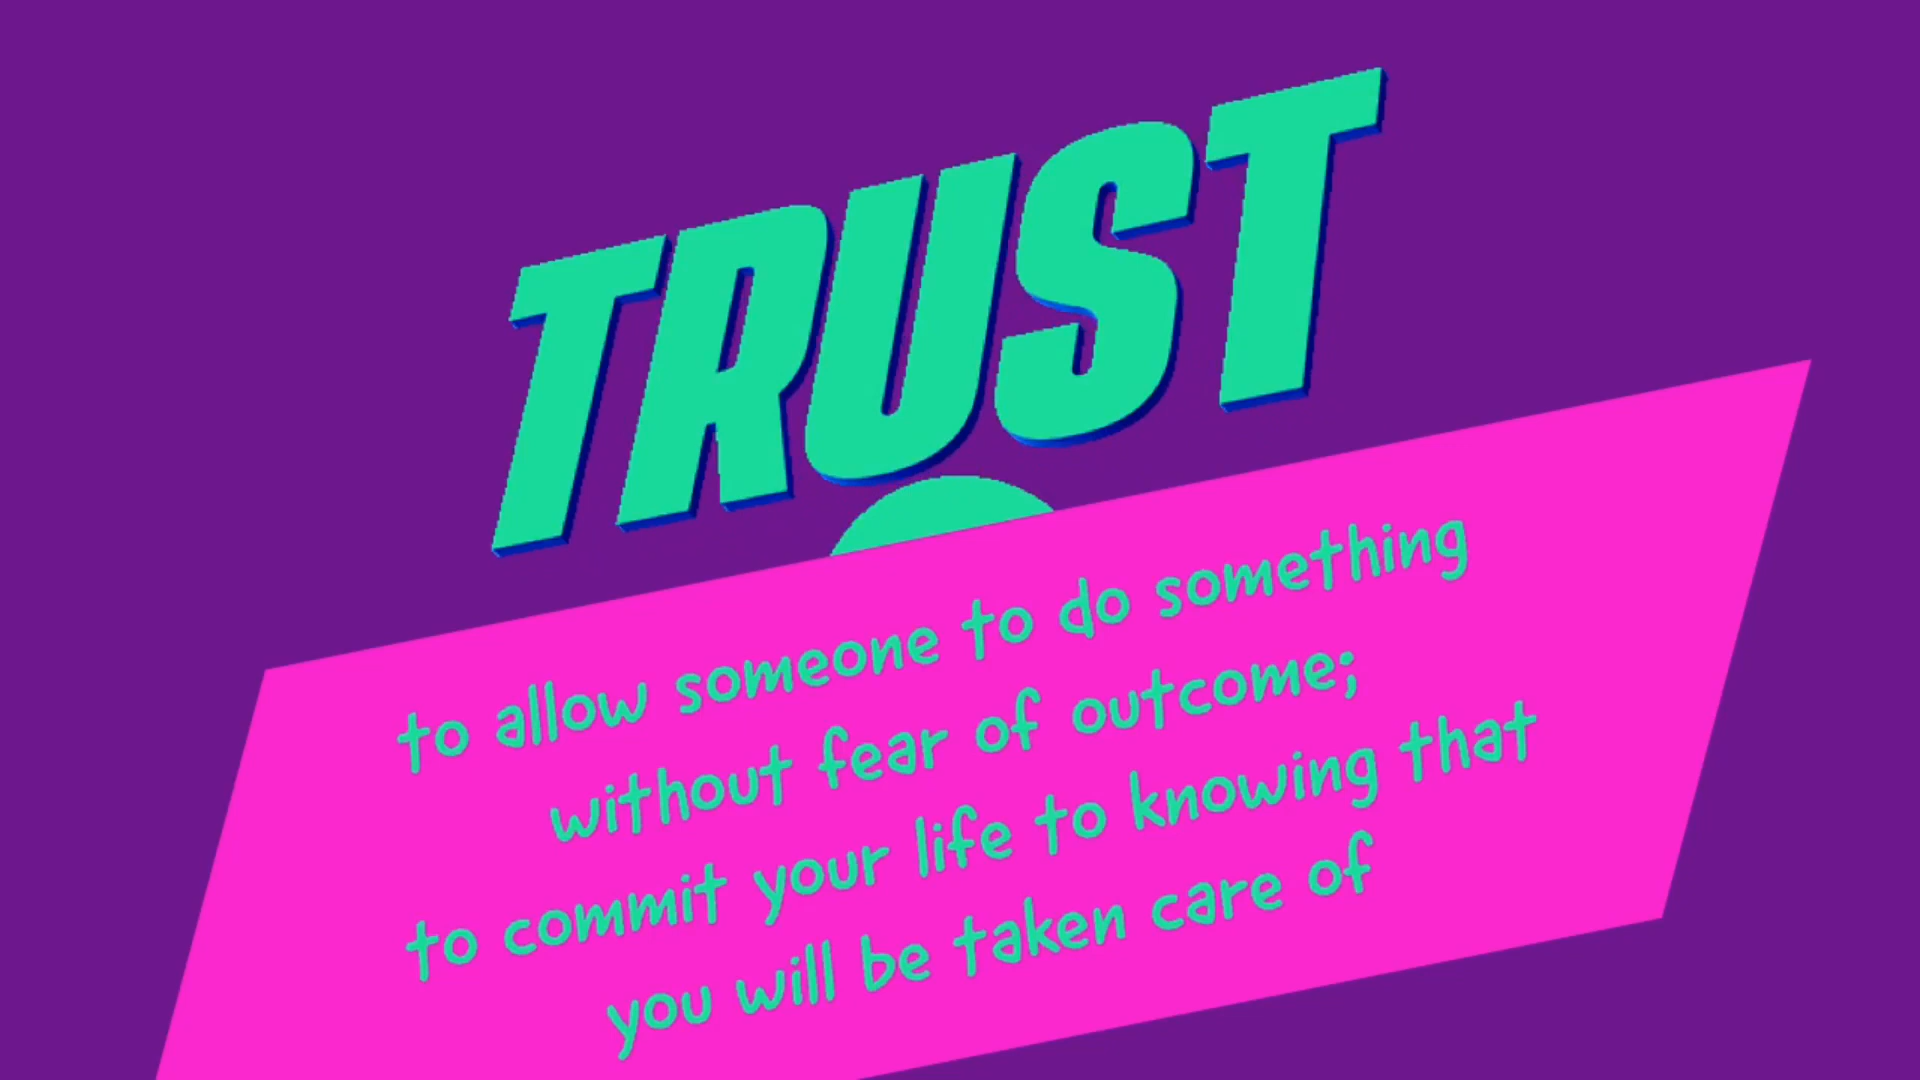 TRUST
to allow someone to do something
without fear of outcome;
to commit your life to knowing that
you will be taken care of